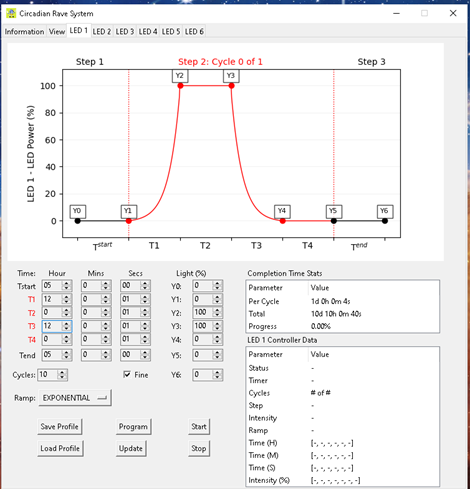 Circadian Rave System
Information View LED 1 LED 2 LED 3 LED 4 LED 5 LED 6
Step 1 Step 2: Cycle 0 of 1 Step 3
Y2 Y3
100
80
60
40
20
0
LED 1 - LED Power (%)
Y0 Y1 Y4 Y5 Y6
Tstart T1 T2 T3 T4 Tend
Time: Hour Mins Secs Light (%)
Tstart 05 0 00 Y0: 0
T1 12 0 01 Y1: 0
T2 0 0 01 Y2: 100
T3 12 0 01 Y3: 100
T4 0 0 01 Y4: 0
Tend 05 0 00 Y5: 0
Cycles: 10 Fine Y6: 0
Ramp: EXPONENTIAL
Save Profile Program Start
Load Profile Update Stop
Completion Time Stats
Parameter Value
Per Cycle 1d 0h 0m 4s
Total 10d 10h 0m 40s
Progress 0.00%
LED 1 Controller Data
Parameter Value
Status -
Timer -
Cycles # of #
Step -
Intensity -
Ramp -
Time (H) [-, -, -, -, -, -]
Time (M) [-, -, -, -, -, -]
Time (S) [-, -, -, -, -, -]
Intensity (%) [-, -, -, -, -, -, -]